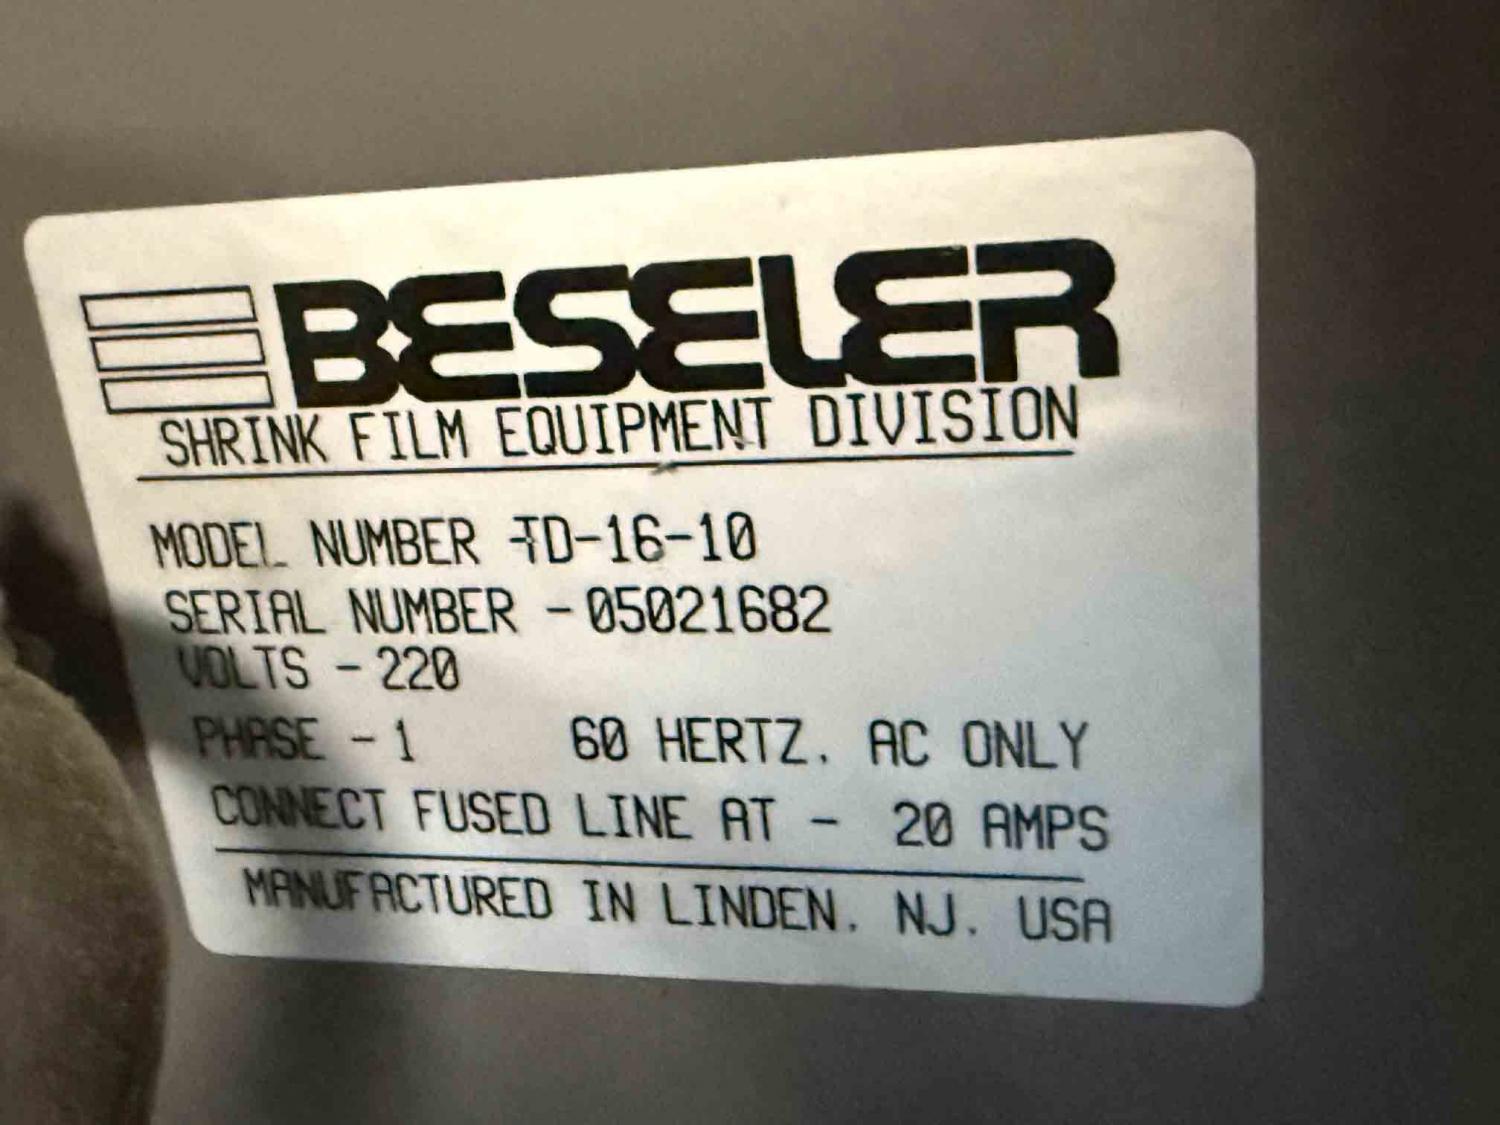 BESELER
SHRINK FILM EQUIPMENT DIVISION
MODEL NUMBER -TD-16-10
SERIAL NUMBER - 05021682
VOLTS - 220
PHASE - 1 60 HERTZ. AC ONLY
CONNECT FUSED LINE AT - 20 AMPS
MANUFACTURED IN LINDEN. NJ. USA